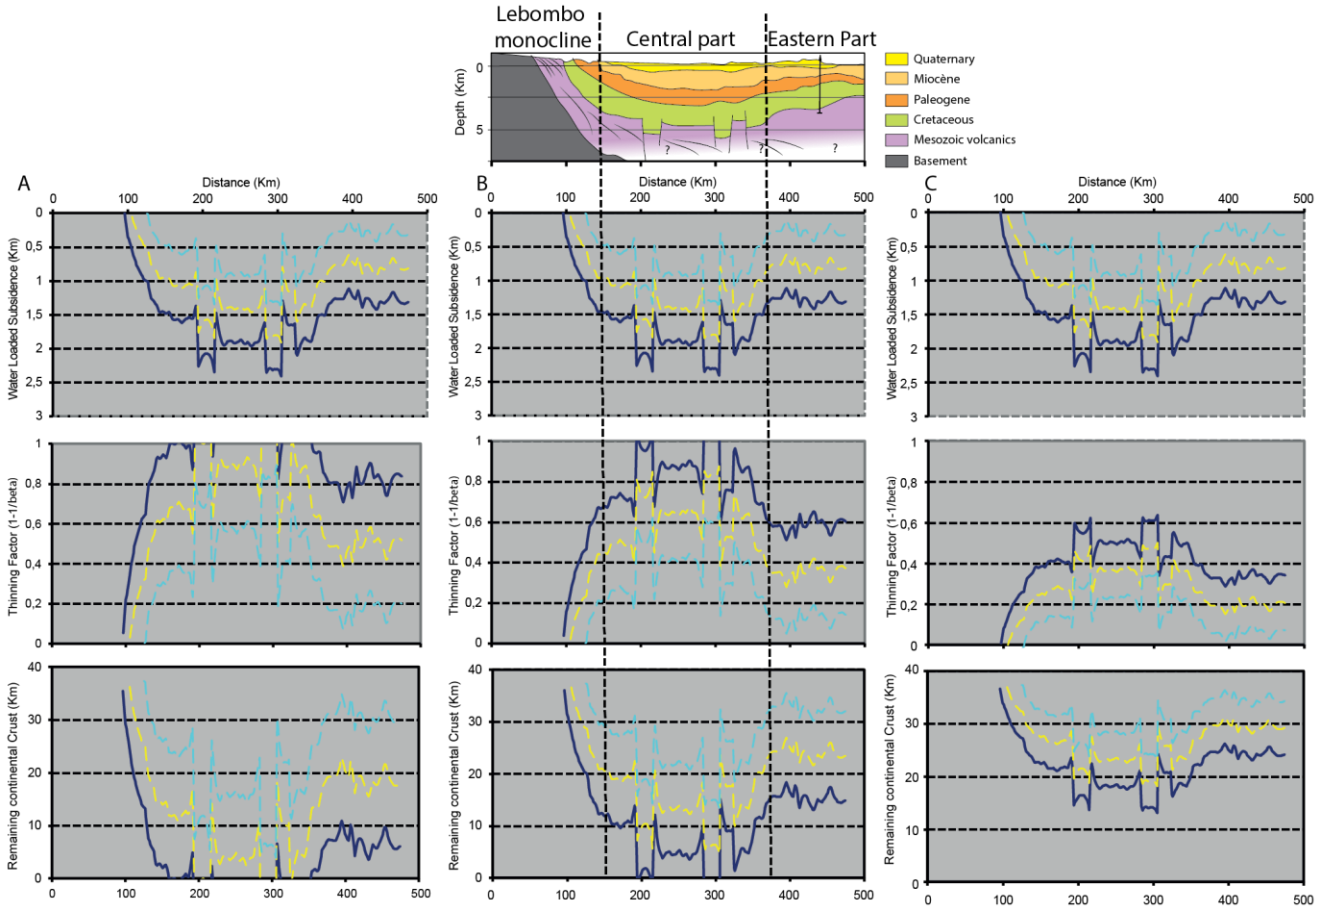 Lebombo
monocline
Central part
Eastern Part
Depth (Km)
0
5
?
?
?
Quaternary
Miocène
Paleogene
Cretaceous
Mesozoic volcanics
Basement
A
Distance (Km)
0 100 200 300 400 500
Water Loaded Subsidence (Km)
0
0,5
1
1,5
2
2,5
3
Thinning Factor (1-1/beta)
1
0,8
0,6
0,4
0,2
0
Remaining continental Crust (Km)
40
30
20
10
0
0 100 200 300 400 500
B
Distance (Km)
0 100 200 300 400 500
Water Loaded Subsidence (Km)
0
0,5
1
1,5
2
2,5
3
Thinning Factor (1-1/beta)
1
0,8
0,6
0,4
0,2
0
Remaining continental Crust (Km)
40
30
20
10
0
0 100 200 300 400 500
C
Distance (Km)
0 100 200 300 400 500
Water Loaded Subsidence (Km)
0
0,5
1
1,5
2
2,5
3
Thinning Factor (1-1/beta)
1
0,8
0,6
0,4
0,2
0
Remaining continental Crust (Km)
40
30
20
10
0
0 100 200 300 400 500